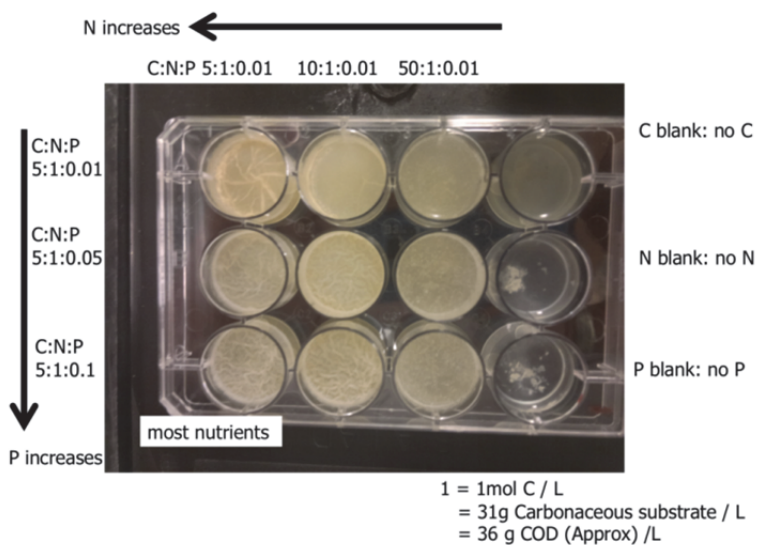 N increases
C:N:P 5:1:0.01 10:1:0.01 50:1:0.01
C:N:P
5:1:0.01
C:N:P
5:1:0.05
C:N:P
5:1:0.1
P increases
C blank: no C
N blank: no N
P blank: no P
most nutrients
1 = 1mol C / L
= 31g Carbonaceous substrate / L
= 36 g COD (Approx) /L